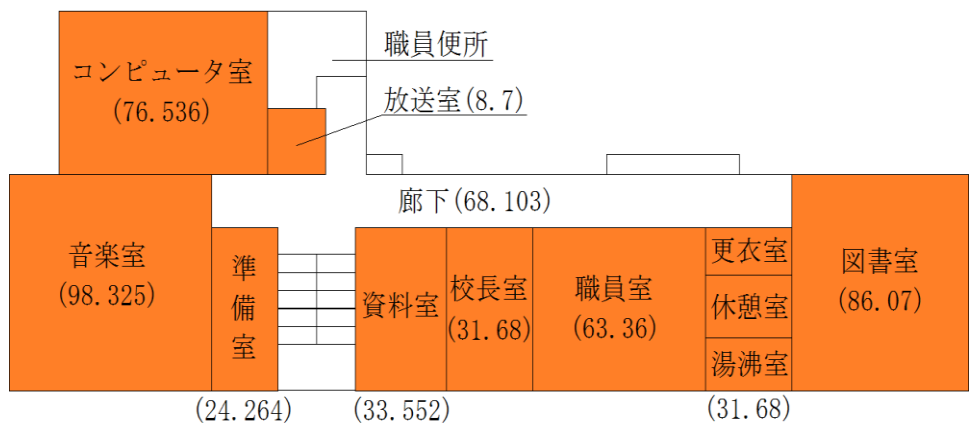 コンピュータ室
(76.536)
職員便所
放送室(8.7)
廊下(68.103)
音楽室
(98.325)
準備室
(24.264)
資料室
(33.552)
校長室
(31.68)
職員室
(63.36)
更衣室
休憩室
湯沸室
(31.68)
図書室
(86.07)